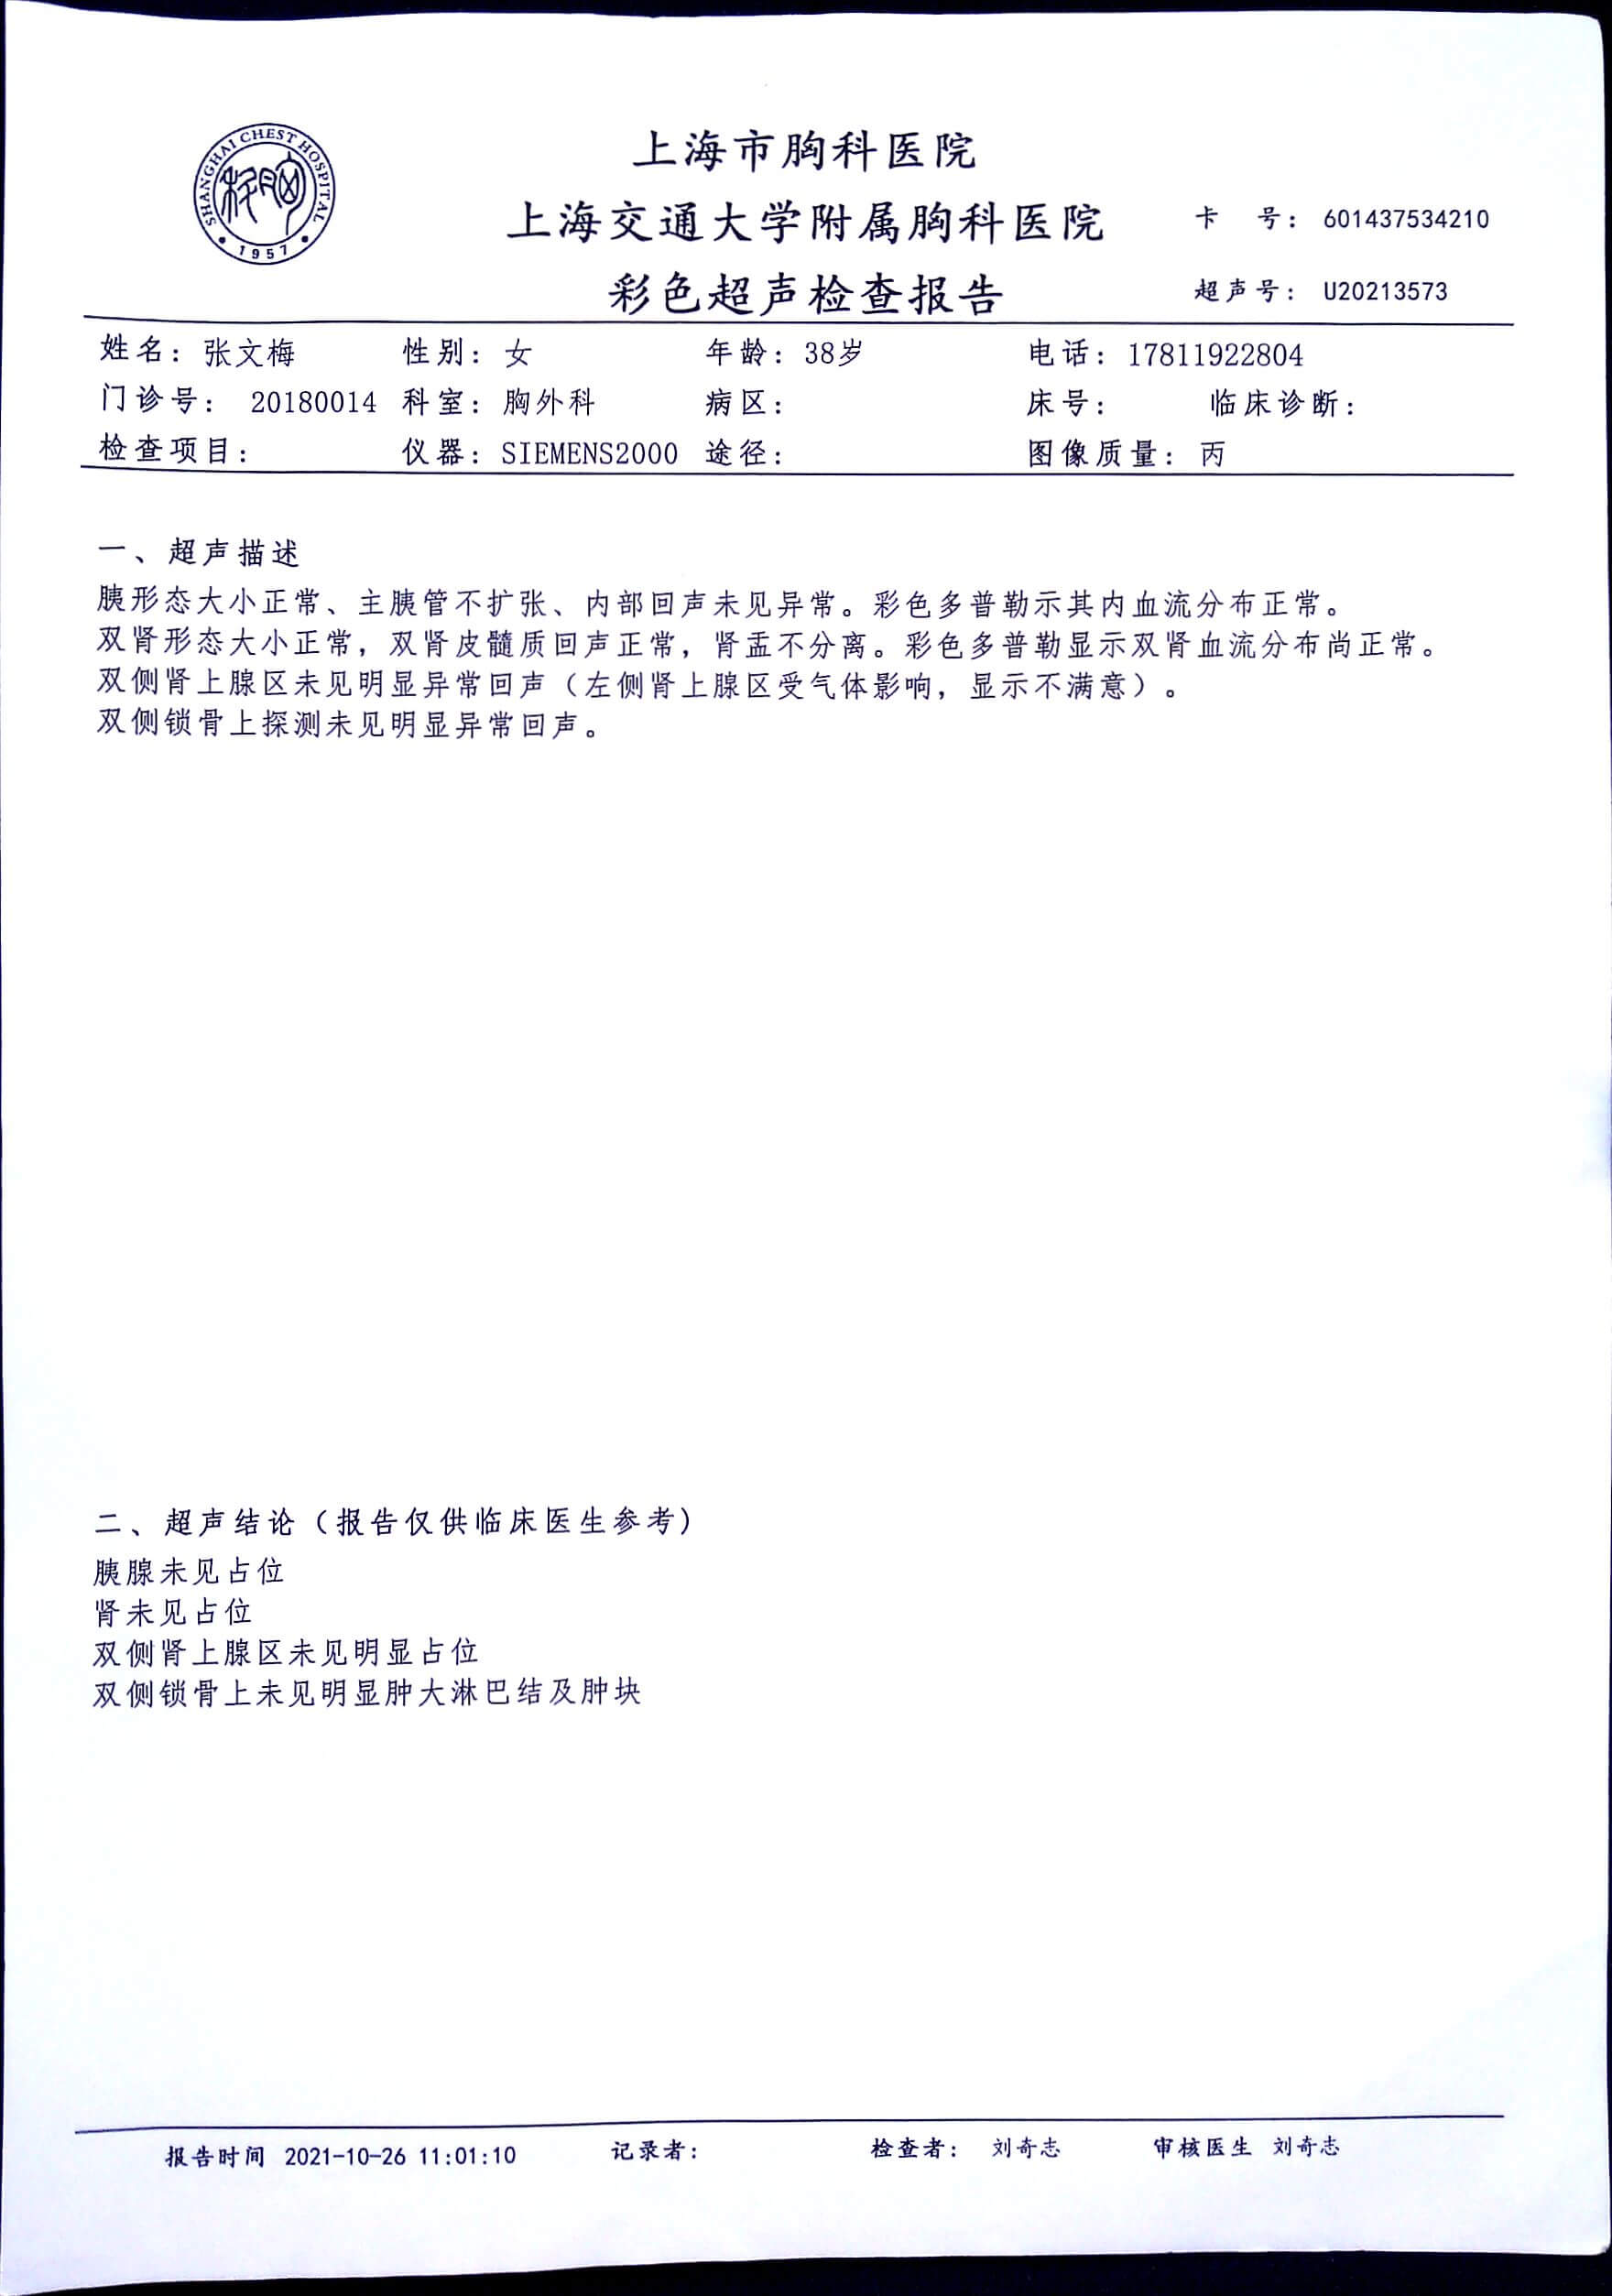 SHANGHAI CHEST HOSPITAL
1957
上海市胸科医院
上海交通大学附属胸科医院
彩色超声检查报告
卡 号： 601437534210
超声号： U20213573
姓名：张文梅 性别：女 年龄：38岁 电话：17811922804
门诊号： 20180014 科室：胸外科 病区： 床号： 临床诊断：
检查项目： 仪器：SIEMENS2000 途径： 图像质量：丙
一、超声描述
胰形态大小正常、主胰管不扩张、内部回声未见异常。彩色多普勒示其内血流分布正常。
双肾形态大小正常，双肾皮髓质回声正常，肾盂不分离。彩色多普勒显示双肾血流分布尚正常。
双侧肾上腺区未见明显异常回声（左侧肾上腺区受气体影响，显示不满意）。
双侧锁骨上探测未见明显异常回声。
二、超声结论（报告仅供临床医生参考）
胰腺未见占位
肾未见占位
双侧肾上腺区未见明显占位
双侧锁骨上未见明显肿大淋巴结及肿块
报告时间 2021-10-26 11:01:10 记录者： 检查者： 刘奇志 审核医生 刘奇志